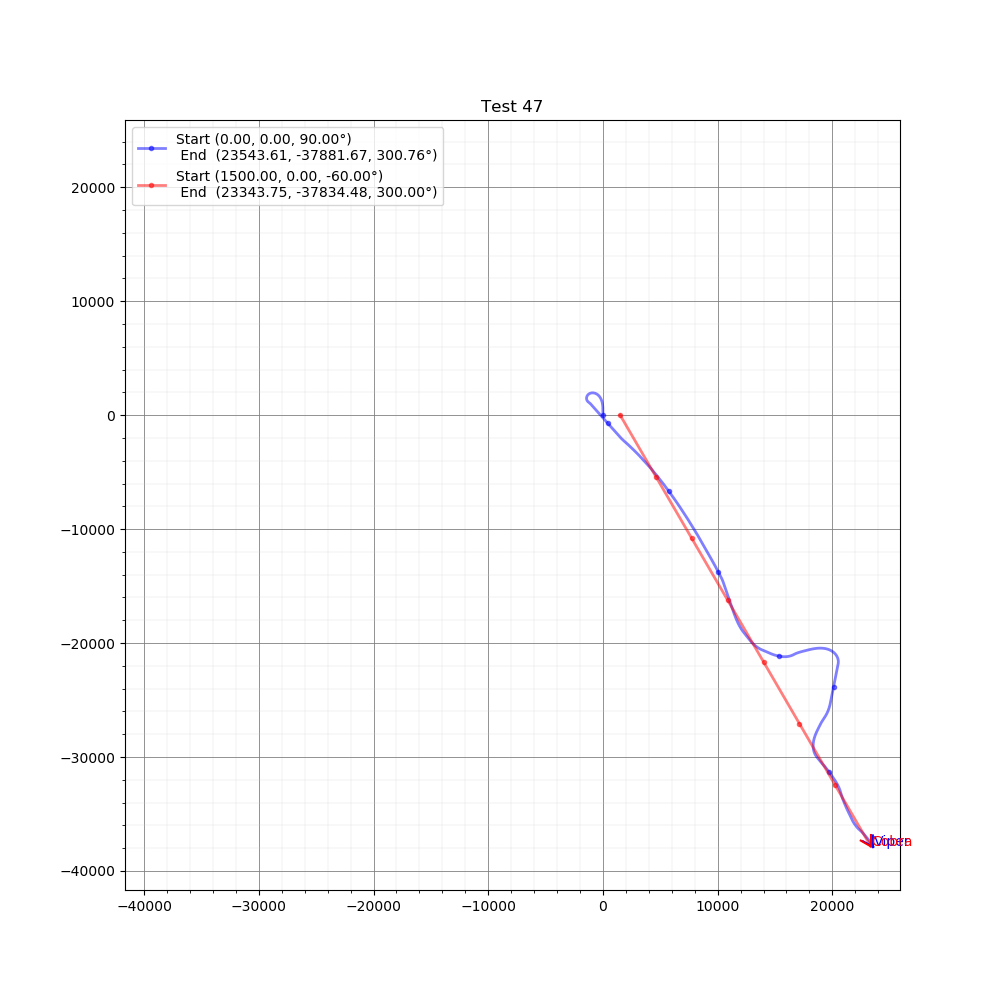 Test 47
Start (0.00, 0.00, 90.00°)
End (23543.61, -37881.67, 300.76°)
Start (1500.00, 0.00, -60.00°)
End (23343.75, -37834.48, 300.00°)
20000
10000
0
−10000
−20000
−30000
−40000
−40000 −30000 −20000 −10000 0 10000 20000